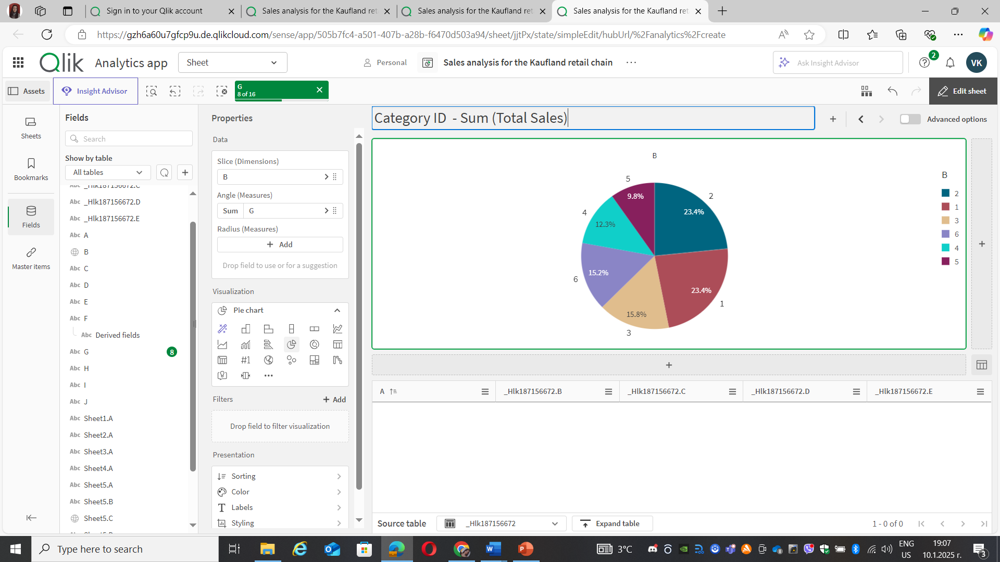 Sign in to your Qlik account
Sales analysis for the Kaufland ret
Sales analysis for the Kaufland ret
Sales analysis for the Kaufland ret
https://gzh6a60u7gfcp9u.de.qlikcloud.com/sense/app/505b7fc4-a501-407b-a28b-f6470d503a94/sheet/jjtPx/state/simpleEdit/hubUrl/%2Fanalytics%2Fcreate
Qlik
Analytics app
Sheet
Personal
Sales analysis for the Kaufland retail chain
Ask Insight Advisor
2
VK
Assets
Insight Advisor
G
8 of 16
Edit sheet
Sheets
Bookmarks
Fields
Master items
Fields
Search
Show by table
All tables
_Hlk187156672.C
Abc _Hlk187156672.D
Abc _Hlk187156672.E
Abc A
B
Abc C
Abc D
Abc E
Abc F
Abc Derived fields
Abc G 8
Abc H
Abc I
Abc J
Abc Sheet1.A
Abc Sheet2.A
Abc Sheet3.A
Abc Sheet4.A
Abc Sheet5.A
Abc Sheet5.B
Sheet5.C
Properties
Data
Slice (Dimensions)
B
Angle (Measures)
Sum G
Radius (Measures)
+ Add
Drop field to use or for a suggestion
Visualization
Pie chart
#1
Filters
+ Add
Drop field to filter visualization
Presentation
Sorting
Color
Labels
Styling
Category ID  - Sum (Total Sales)
Advanced options
B
5
9.8%
2
23.4%
4
12.3%
6
15.2%
23.4%
1
15.8%
3
B
2
1
3
6
4
5
A
_Hlk187156672.B
_Hlk187156672.C
_Hlk187156672.D
_Hlk187156672.E
Source table
_Hlk187156672
Expand table
1 - 0 of 0
Type here to search
3°C
ENG
US
19:07
10.1.2025 г.
3